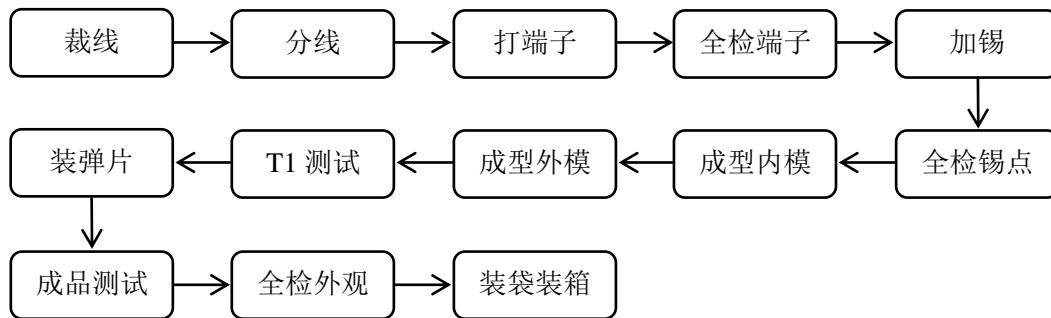 裁线
分线
打端子
全检端子
加锡
全检锡点
成型内模
成型外模
T1 测试
装弹片
成品测试
全检外观
装袋装箱